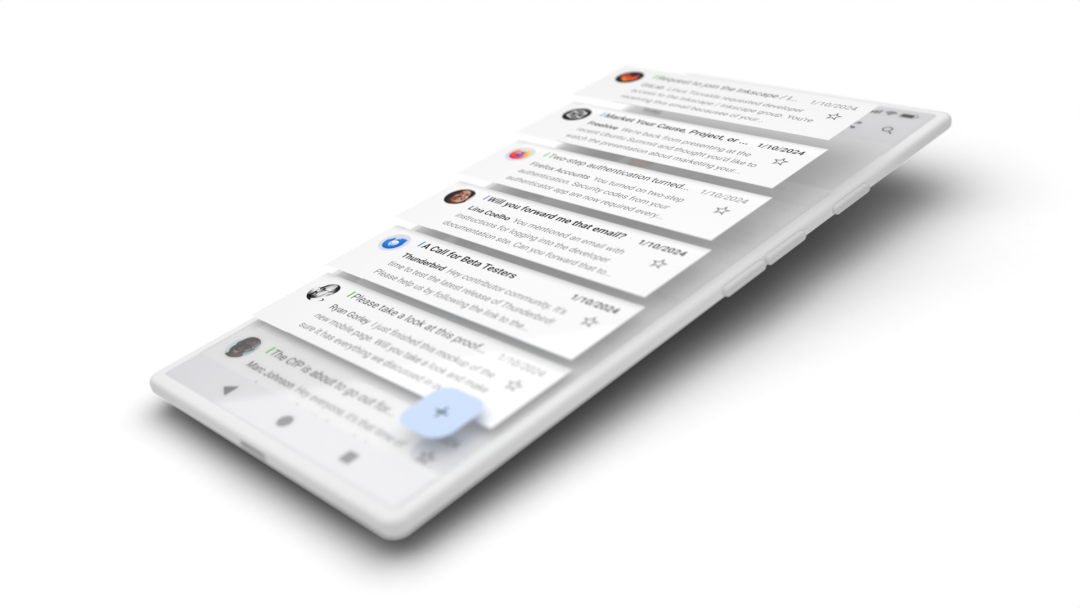 Request to join the Inkscape / I...
1/10/2024
GitLab Linus Torvalds requested developer
access to the Inkscape / Inkscape group. You're
receiving this email because of your...
Market Your Cause, Project, or ...
1/10/2024
Freehive We're back from presenting at the
recent Ubuntu Summit and thought you'd like to
watch the presentation about marketing your...
Two-step authentication turned...
1/10/2024
Firefox Accounts You turned on two-step
authentication. Security codes from your
authenticator app are now required every...
Will you forward me that email?
1/10/2024
Lina Coelho You mentioned an email with
instructions for logging into the developer
documentation site. Can you forward that to...
A Call for Beta Testers
1/10/2024
Thunderbird Hey contributor community. It's
time to test the latest release of Thunderbird!
Please help us by following the link to the...
Please take a look at this proof...
1/10/2024
Ryan Gorley I just finished this mockup of the
new mobile page. Will you take a look and make
sure it has everything we discussed in
The CfP is about to go out for...
Marc Johnson Hey everyone, it's that time of